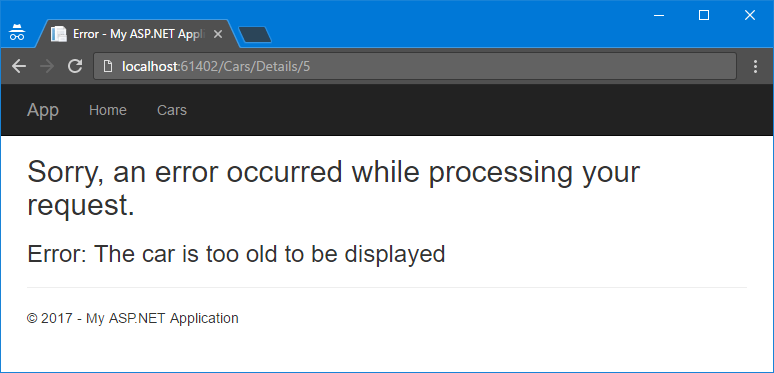 Error - My ASP.NET Appli
localhost:61402/Cars/Details/5
App Home Cars
Sorry, an error occurred while processing your
request.
Error: The car is too old to be displayed
© 2017 - My ASP.NET Application